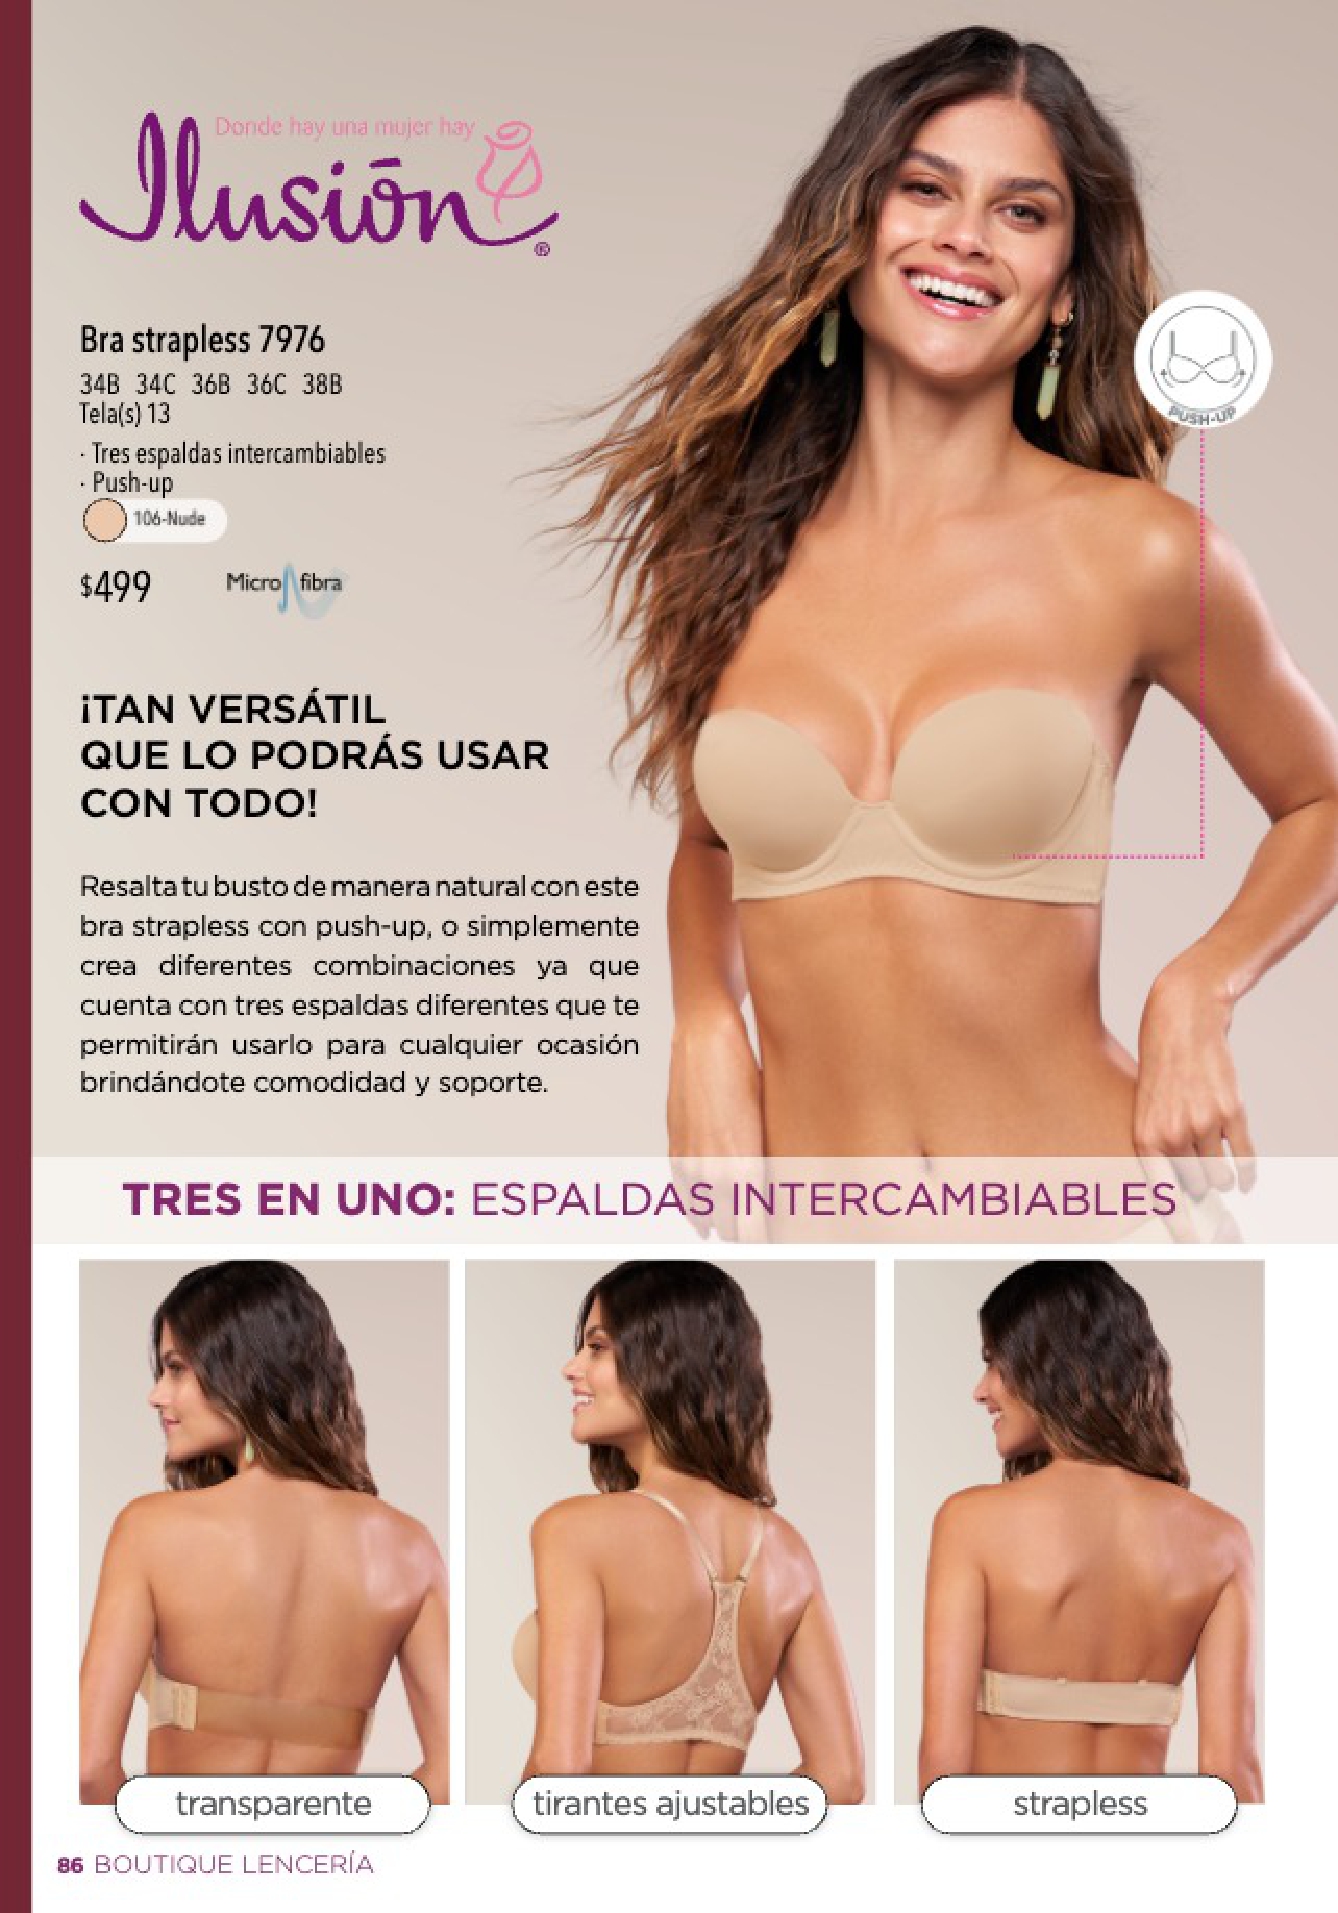 Donde hay una mujer hay
Ilusión
®
Bra strapless 7976
34B 34C 36B 36C 38B
Tela(s) 13
· Tres espaldas intercambiables
· Push-up
106-Nude
$499
Micro fibra
PUSH-UP
¡TAN VERSÁTIL
QUE LO PODRÁS USAR
CON TODO!
Resalta tu busto de manera natural con este
bra strapless con push-up, o simplemente
crea diferentes combinaciones ya que
cuenta con tres espaldas diferentes que te
permitirán usarlo para cualquier ocasión
brindándote comodidad y soporte.
TRES EN UNO: ESPALDAS INTERCAMBIABLES
transparente
tirantes ajustables
strapless
86 BOUTIQUE LENCERÍA